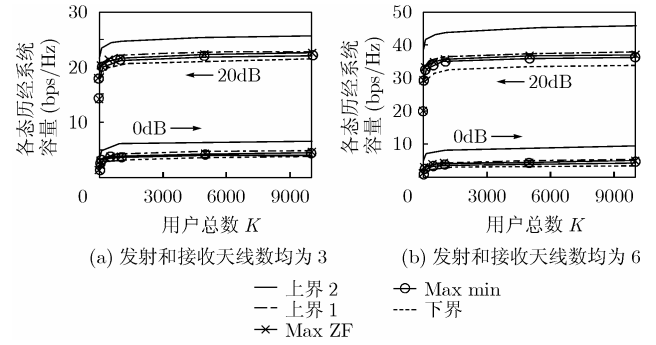 30
20
10
各态历经系统
容量 (bps/Hz)
20dB
0dB
0 3000 6000 9000
用户总数 K
(a) 发射和接收天线数均为 3
50
40
30
20
10
各态历经系统
容量 (bps/Hz)
20dB
0dB
0 3000 6000 9000
用户总数 K
(b) 发射和接收天线数均为 6
上界 2
上界 1
Max ZF
Max min
下界